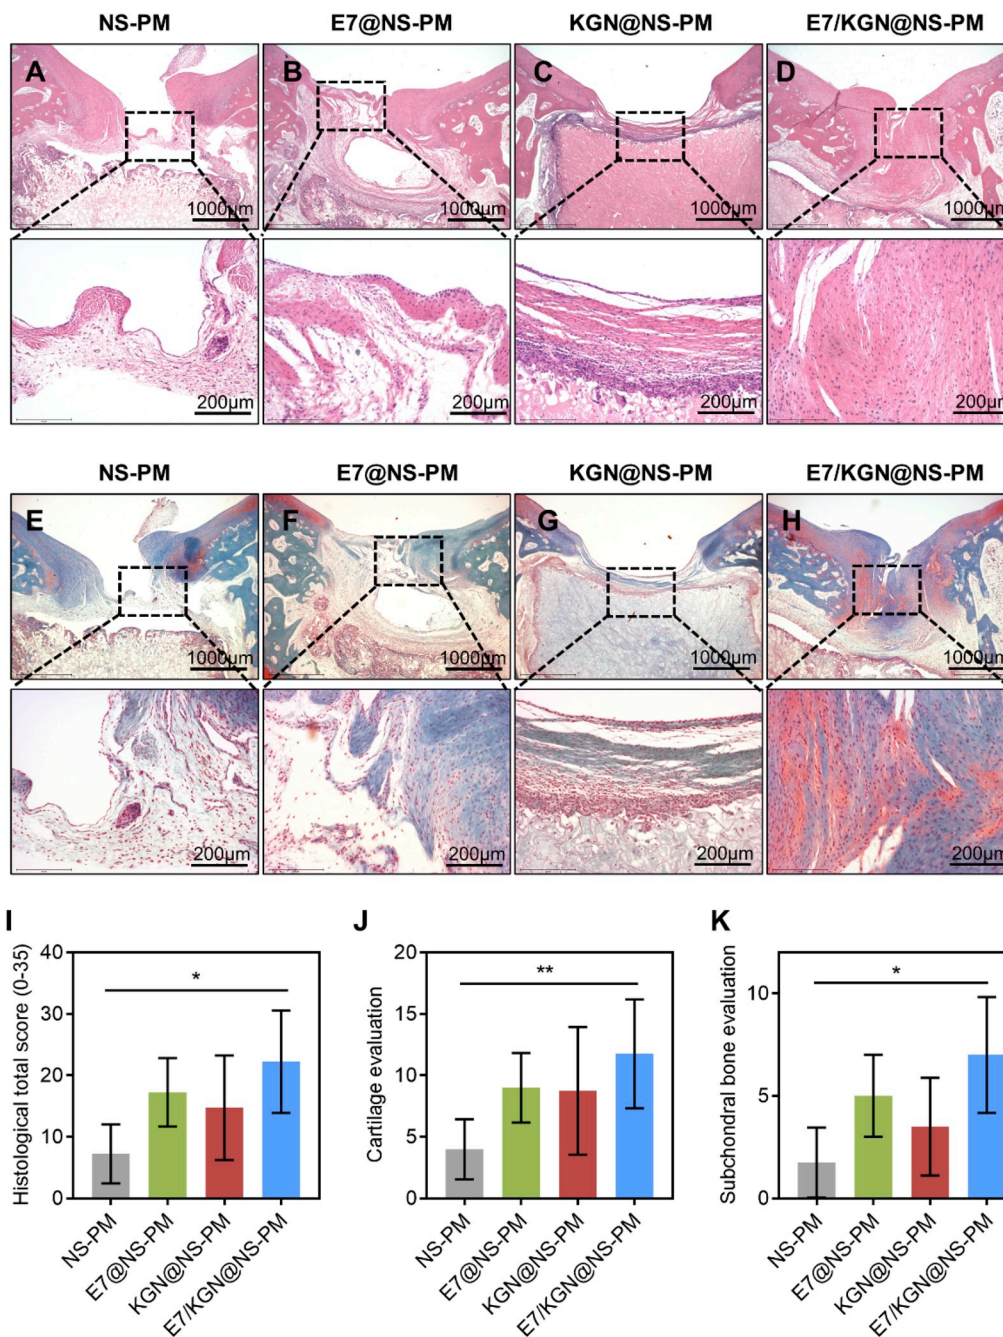 NS-PM E7@NS-PM KGN@NS-PM E7/KGN@NS-PM
A B C D
1000μm 1000μm 1000μm 1000μm
200μm 200μm 200μm 200μm
NS-PM E7@NS-PM KGN@NS-PM E7/KGN@NS-PM
E F G H
1000μm 1000μm 1000μm 1000μm
200μm 200μm 200μm 200μm
I
Histological total score (0-35)
40
30
20
10
0
*
NS-PM
E7@NS-PM
KGN@NS-PM
E7/KGN@NS-PM
J
Cartilage evaluation
20
15
10
5
0
**
NS-PM
E7@NS-PM
KGN@NS-PM
E7/KGN@NS-PM
K
Subchondral bone evaluation
10
5
0
*
NS-PM
E7@NS-PM
KGN@NS-PM
E7/KGN@NS-PM